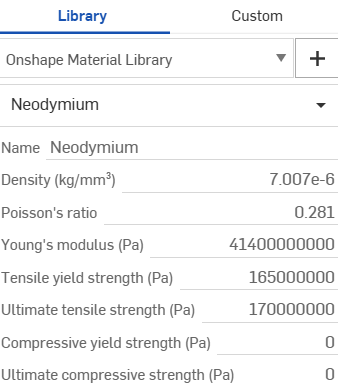 Library Custom
Onshape Material Library
Neodymium
Name Neodymium
Density (kg/mm³) 7.007e-6
Poisson's ratio 0.281
Young's modulus (Pa) 41400000000
Tensile yield strength (Pa) 165000000
Ultimate tensile strength (Pa) 170000000
Compressive yield strength (Pa) 0
Ultimate compressive strength (Pa) 0